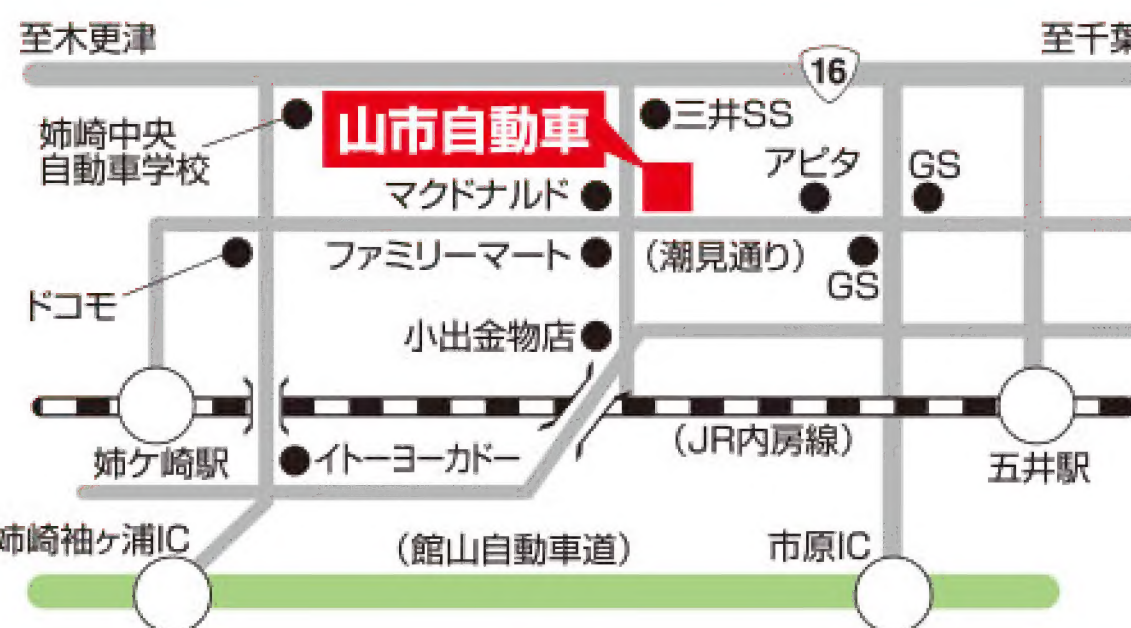 至木更津
至千葉
16
姉崎中央
自動車学校
山市自動車
三井SS
アピタ
GS
マクドナルド
ファミリーマート
(潮見通り)
GS
ドコモ
小出金物店
(JR内房線)
姉ケ崎駅
イトーヨーカドー
五井駅
姉崎袖ヶ浦IC
(館山自動車道)
市原IC